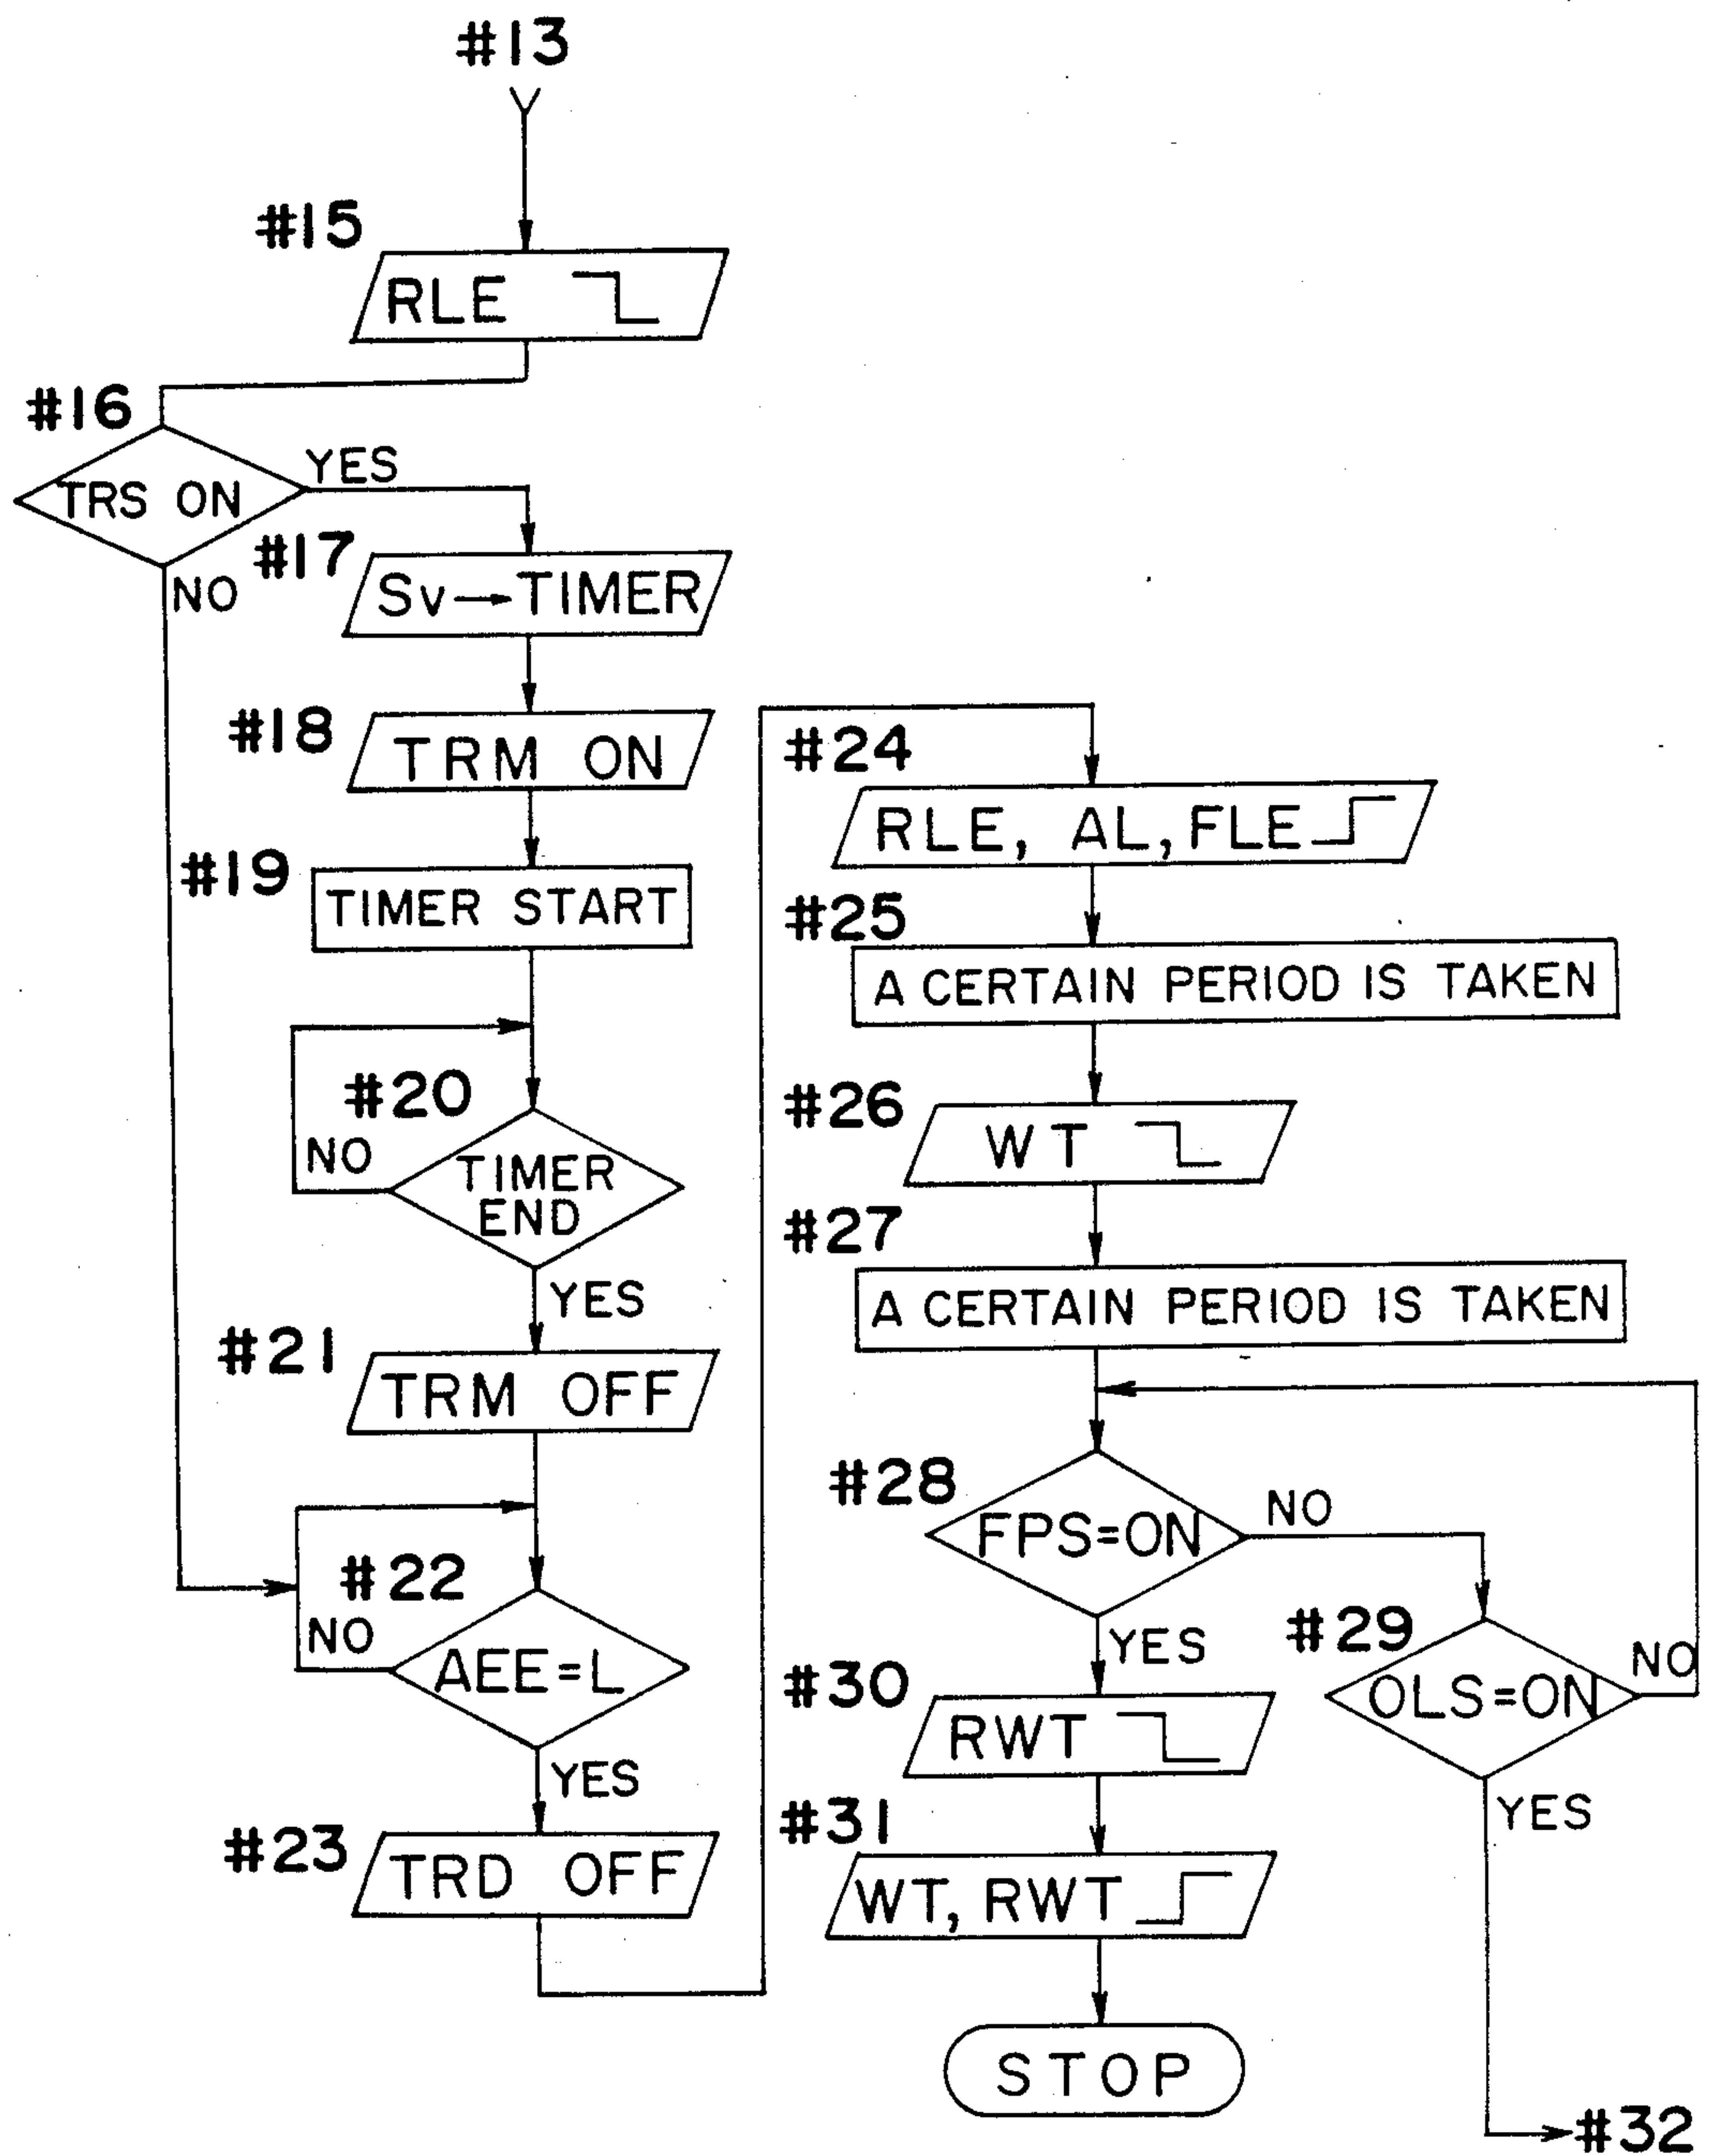 #13
#15
RLE
#16
TRS ON
YES
NO
#17
Sv→TIMER
#18
TRM ON
#19
TIMER START
#20
NO
TIMER
END
YES
#21
TRM OFF
#22
NO
AEE=L
YES
#23
TRD OFF
#24
RLE, AL, FLE
#25
A CERTAIN PERIOD IS TAKEN
#26
WT
#27
A CERTAIN PERIOD IS TAKEN
#28
FPS=ON
NO
YES
#29
OLS=ON
NO
YES
#30
RWT
#31
WT, RWT
STOP
#32